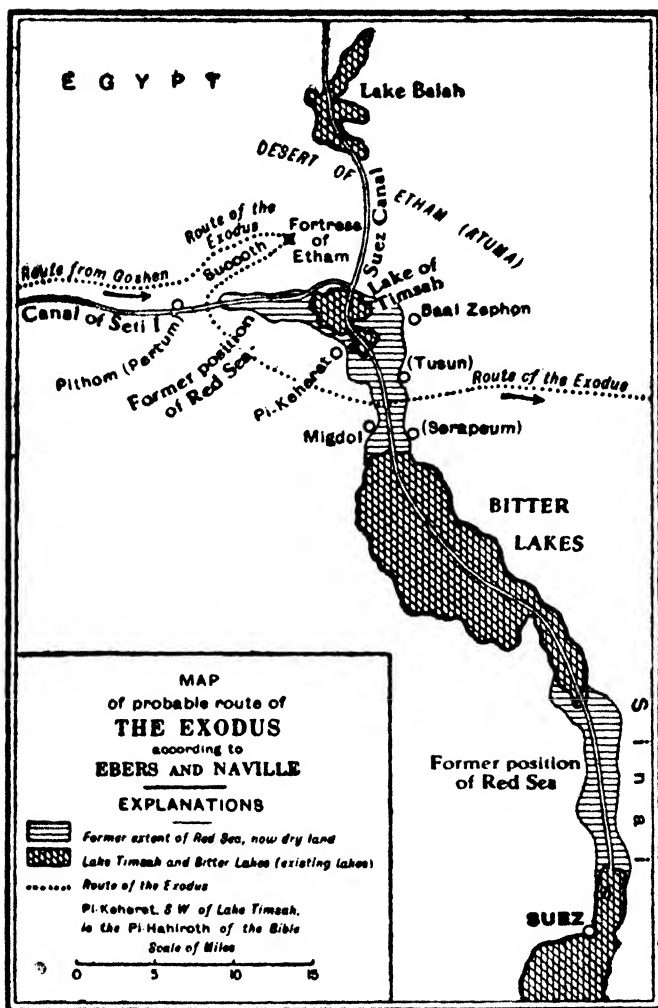 EGYPT
Lake Balah
DESERT OF
ETHAM (ATUMA)
Suez Canal
Route of the
Exodus
Fortress
of
Etham
Succoth
Route from Goshen
Canal of Seti I
Lake of
Timsah
Baal Zephon
Pithom (Pertum)
Former position
of Red Sea.
Pi-Keheret
(Tusun)
Route of the Exodus
Migdol
(Serapeum)
BITTER
LAKES
Sinai
Former position
of Red Sea
SUEZ
MAP
of probable route of
THE EXODUS
according to
EBERS AND NAVILLE
EXPLANATIONS
Former extent of Red Sea, now dry land
Lake Timsah and Bitter Lakes (existing lakes)
Route of the Exodus
Pi-Keheret, S W of Lake Timsah,
is the Pi-Hahiroth of the Bible
Scale of Miles
0 5 10 15